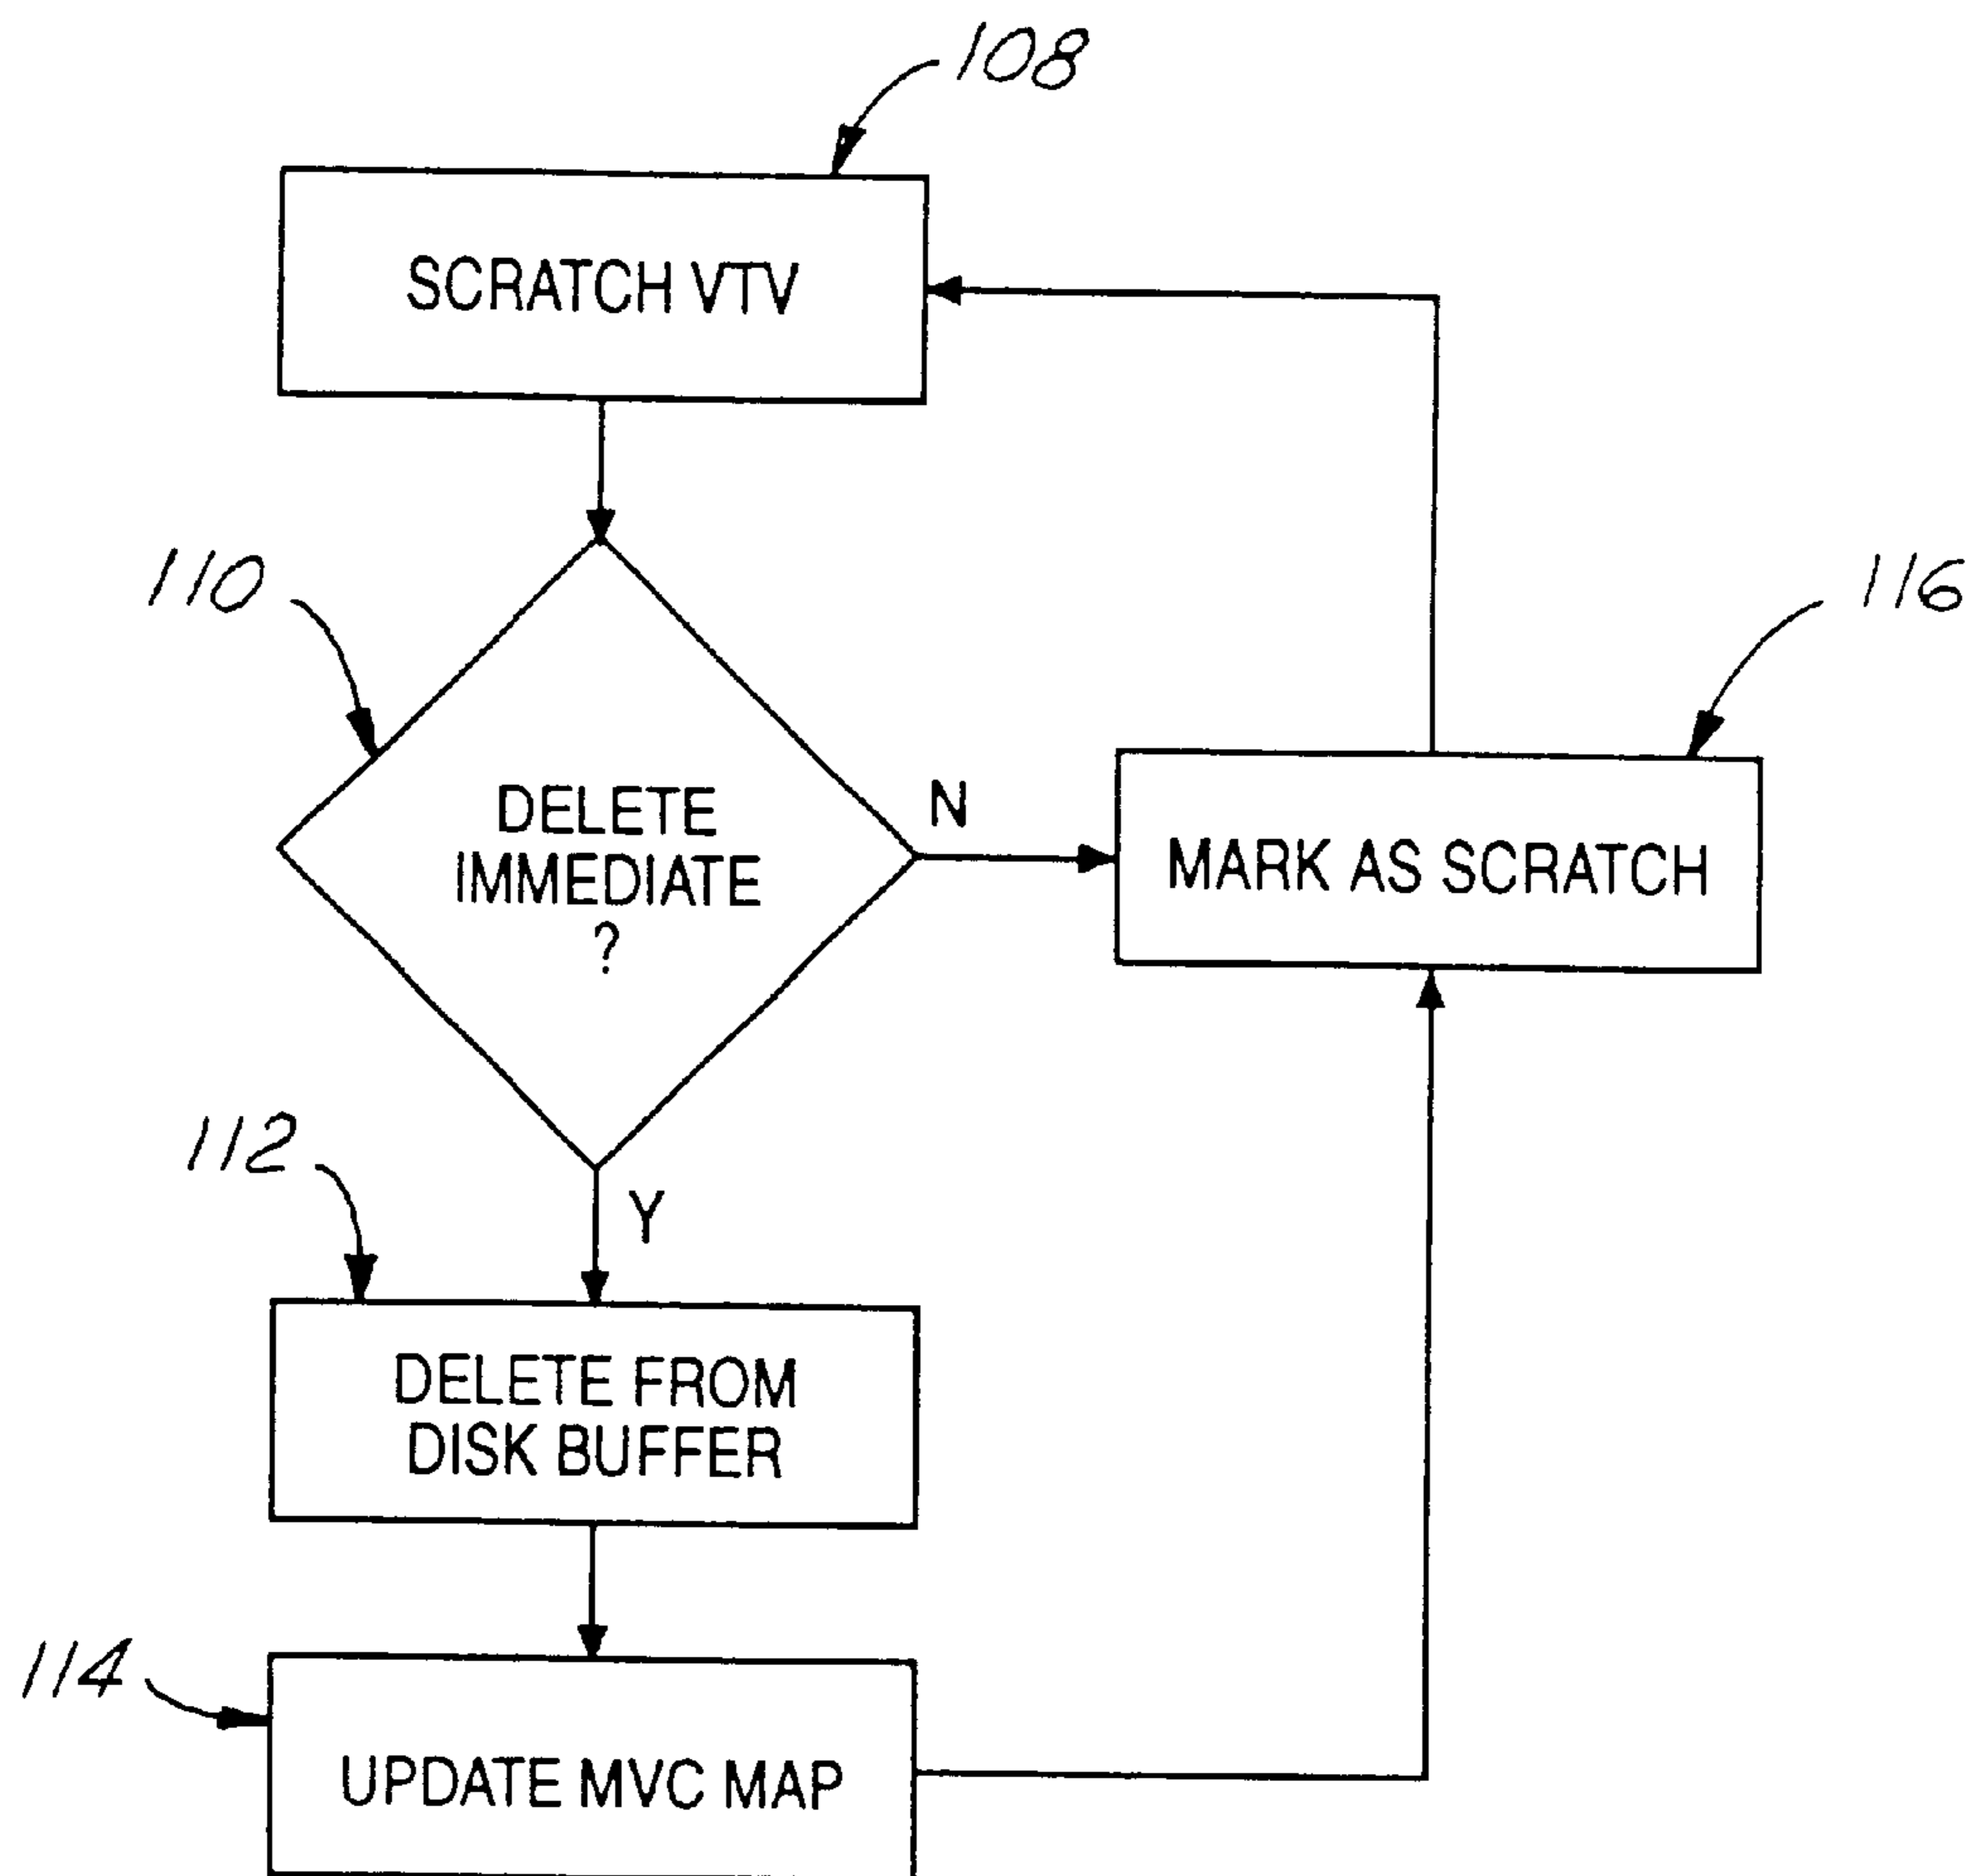 108
SCRATCH VTV
110
116
DELETE
IMMEDIATE
?
N
MARK AS SCRATCH
112
Y
DELETE FROM
DISK BUFFER
114
UPDATE MVC MAP